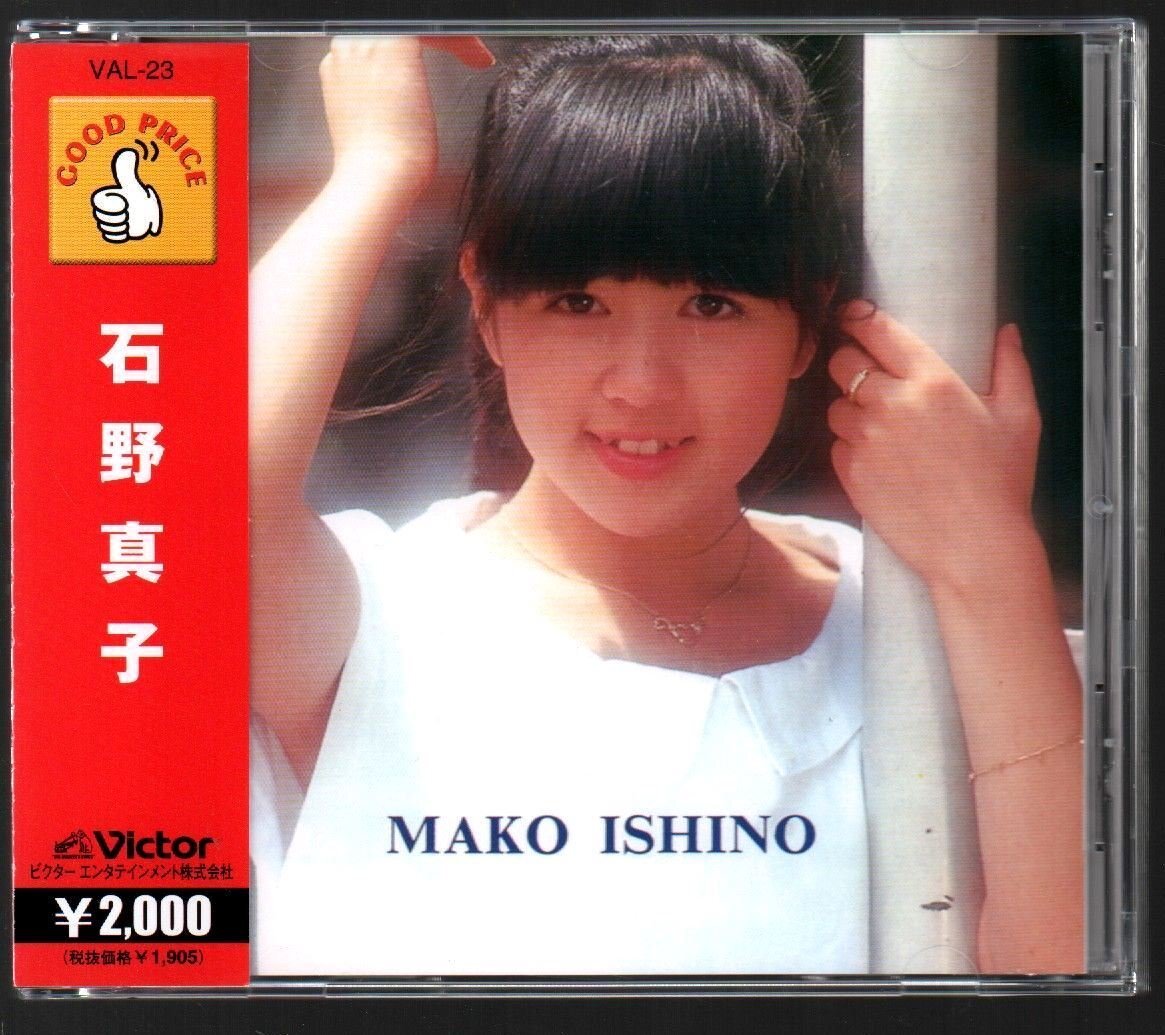 VAL-23
GOOD PRICE
石野真子
Victor
ビクター エンタテインメント株式会社
¥2,000
(税抜価格¥1,905)
MAKO ISHINO